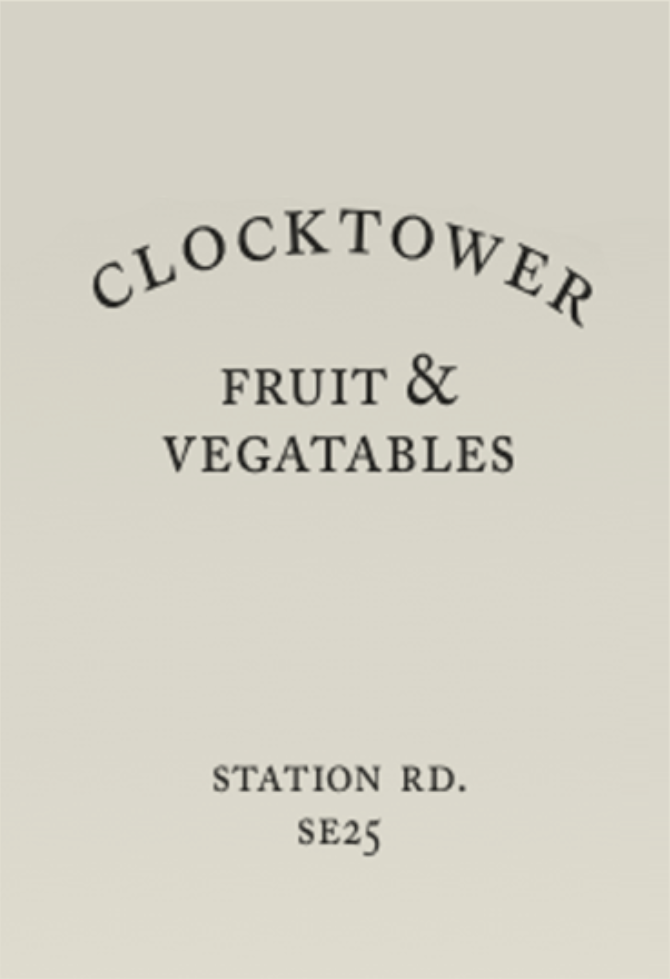 CLOCKTOWER
FRUIT &
VEGATABLES
STATION RD.
SE25